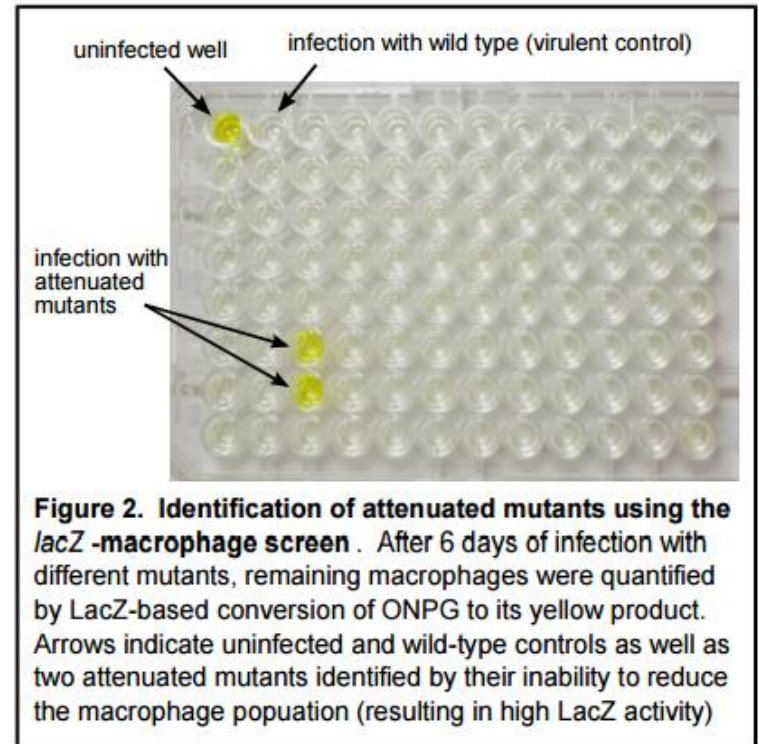 uninfected well
infection with wild type (virulent control)
infection with
attenuated
mutants
A
Figure 2. Identification of attenuated mutants using the
lacZ -macrophage screen . After 6 days of infection with
different mutants, remaining macrophages were quantified
by LacZ-based conversion of ONPG to its yellow product.
Arrows indicate uninfected and wild-type controls as well as
two attenuated mutants identified by their inability to reduce
the macrophage popuation (resulting in high LacZ activity)